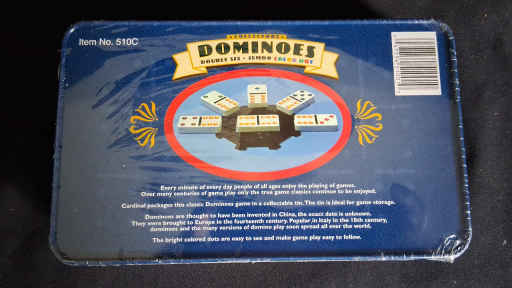 Item No. 510C
COLLECTORS'
DOMINOES
DOUBLE SIX • JUMBO COLOR DOT
Every minute of every day people of all ages enjoy the playing of games.
Over many centuries of game play only the true game classics continue to be enjoyed.
Cardinal packages this classic Dominoes game in a collectable tin. The tin is ideal for game storage.
Dominoes are thought to have been invented in China, the exact date is unknown.
They were brought to Europe in the fourteenth century. Popular in Italy in the 18th century,
dominoes and the many versions of domino play soon spread all over the world.
The bright colored dots are easy to see and make game play easy to follow.